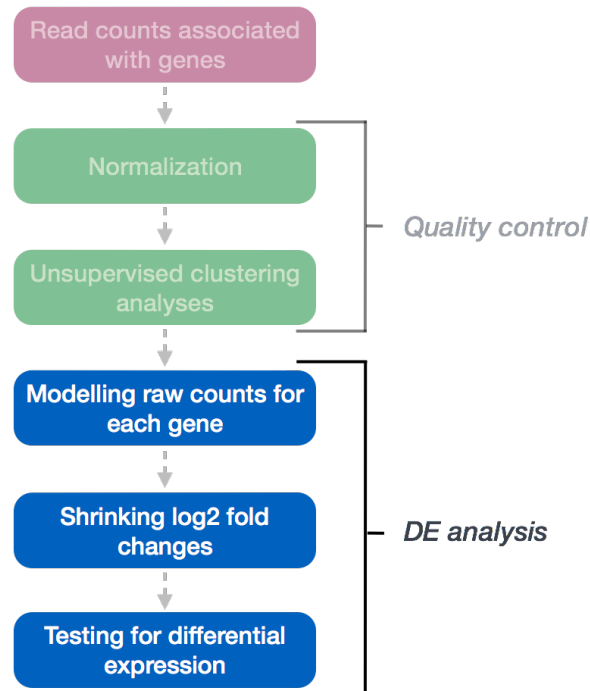 Read counts associated
with genes
Normalization
Quality control
Unsupervised clustering
analyses
Modelling raw counts for
each gene
Shrinking log2 fold
changes
DE analysis
Testing for differential
expression